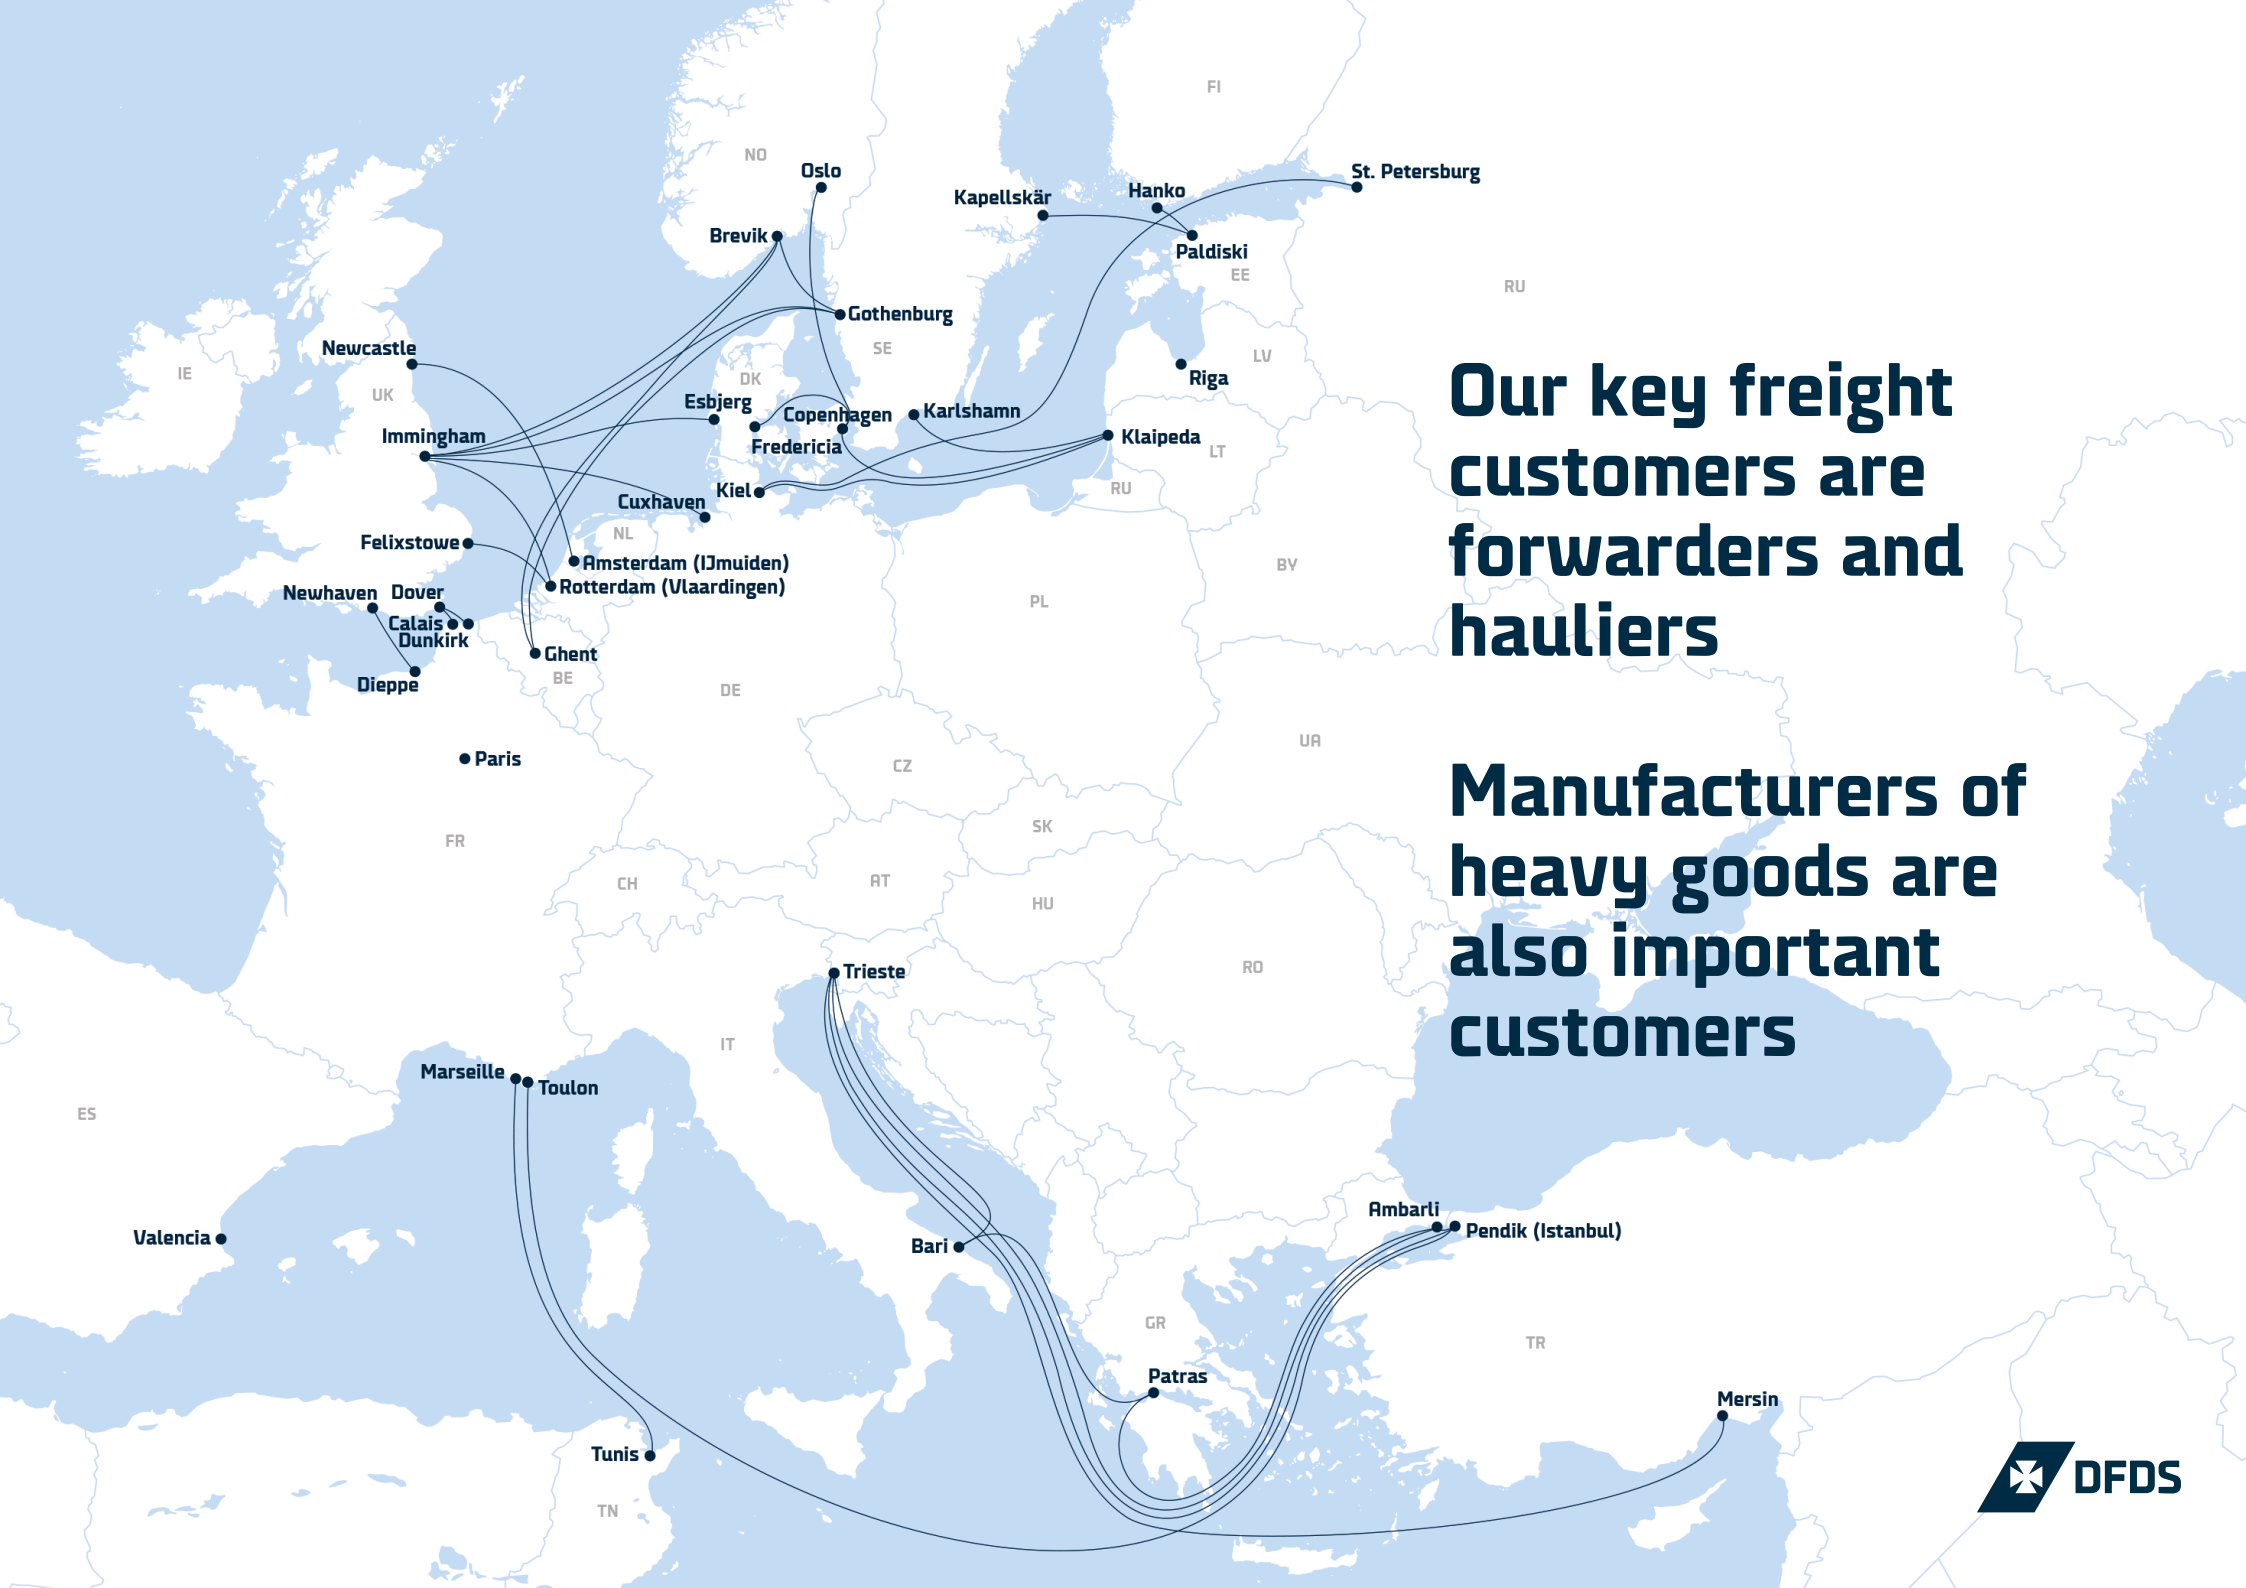 FI
NO
Oslo
St. Petersburg
Kapellskär
Hanko
Brevik
Paldiski
EE
RU
Gothenburg
Newcastle
SE
LV
IE
DK
Riga
UK
Esbjerg
Copenhagen
Karlshamn
Immingham
Fredericia
Klaipeda
LT
Kiel
RU
Cuxhaven
NL
Felixstowe
Amsterdam (IJmuiden)
BY
Rotterdam (Vlaardingen)
Newhaven
Dover
PL
Calais
Dunkirk
Ghent
BE
Dieppe
DE
UA
Paris
CZ
SK
FR
CH
AT
HU
RO
Trieste
IT
Marseille
Toulon
ES
Valencia
Ambarli
Pendik (Istanbul)
Bari
GR
TR
Patras
Mersin
Tunis
TN
Our key freight
customers are
forwarders and
hauliers
Manufacturers of
heavy goods are
also important
customers
DFDS